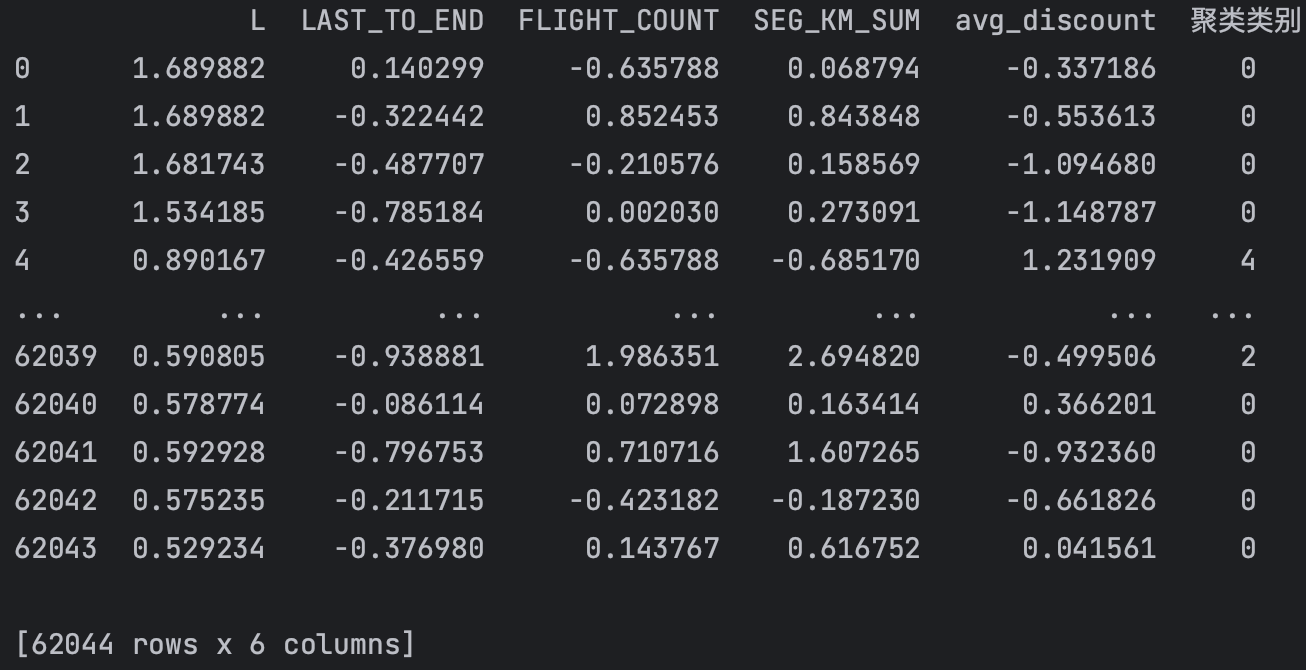 L LAST_TO_END FLIGHT_COUNT SEG_KM_SUM avg_discount 聚类类别
0 1.689882 0.140299 -0.635788 0.068794 -0.337186 0
1 1.689882 -0.322442 0.852453 0.843848 -0.553613 0
2 1.681743 -0.487707 -0.210576 0.158569 -1.094680 0
3 1.534185 -0.785184 0.002030 0.273091 -1.148787 0
4 0.890167 -0.426559 -0.635788 -0.685170 1.231909 4
... ... ... ... ... ... ...
62039 0.590805 -0.938881 1.986351 2.694820 -0.499506 2
62040 0.578774 -0.086114 0.072898 0.163414 0.366201 0
62041 0.592928 -0.796753 0.710716 1.607265 -0.932360 0
62042 0.575235 -0.211715 -0.423182 -0.187230 -0.661826 0
62043 0.529234 -0.376980 0.143767 0.616752 0.041561 0
[62044 rows x 6 columns]